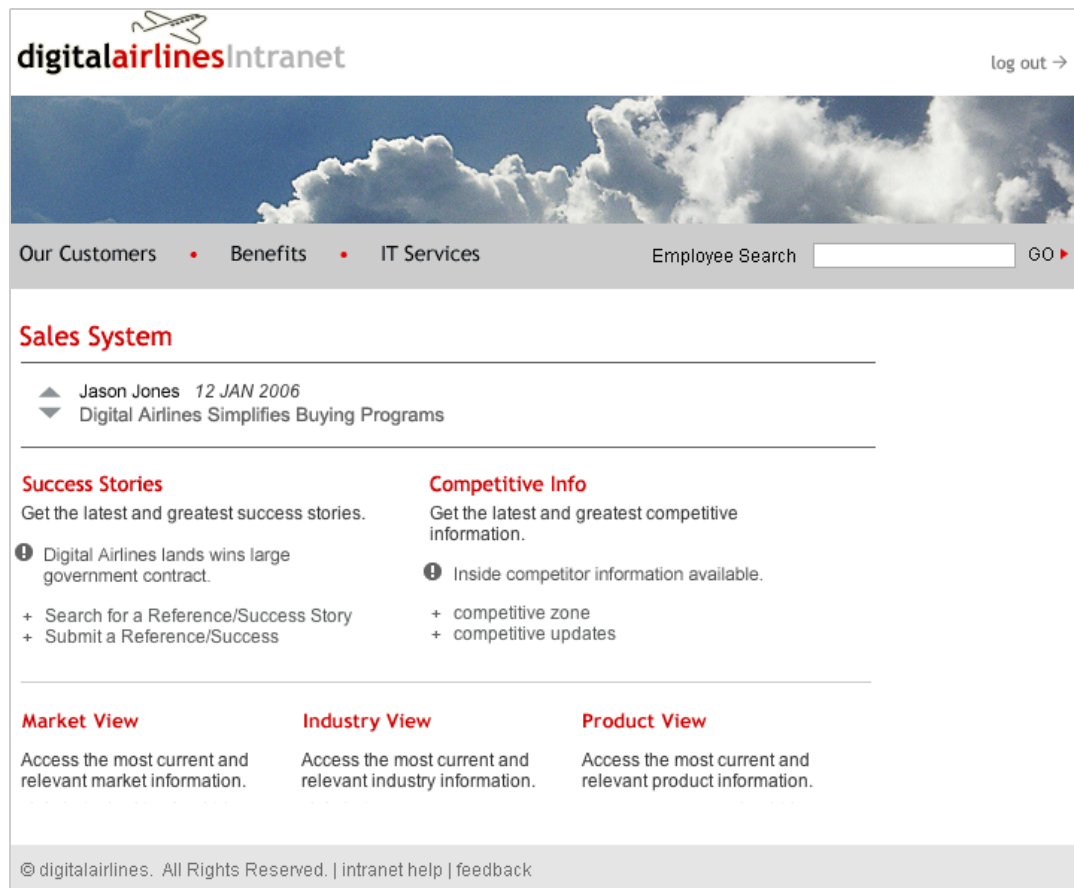 digitalairlinesIntranet
log out →
Our Customers • Benefits • IT Services Employee Search GO
Sales System
Jason Jones 12 JAN 2006
Digital Airlines Simplifies Buying Programs
Success Stories
Get the latest and greatest success stories.
Digital Airlines lands wins large
government contract.
+ Search for a Reference/Success Story
+ Submit a Reference/Success
Competitive Info
Get the latest and greatest competitive
information.
Inside competitor information available.
+ competitive zone
+ competitive updates
Market View
Access the most current and
relevant market information.
Industry View
Access the most current and
relevant industry information.
Product View
Access the most current and
relevant product information.
© digitalairlines. All Rights Reserved. | intranet help | feedback